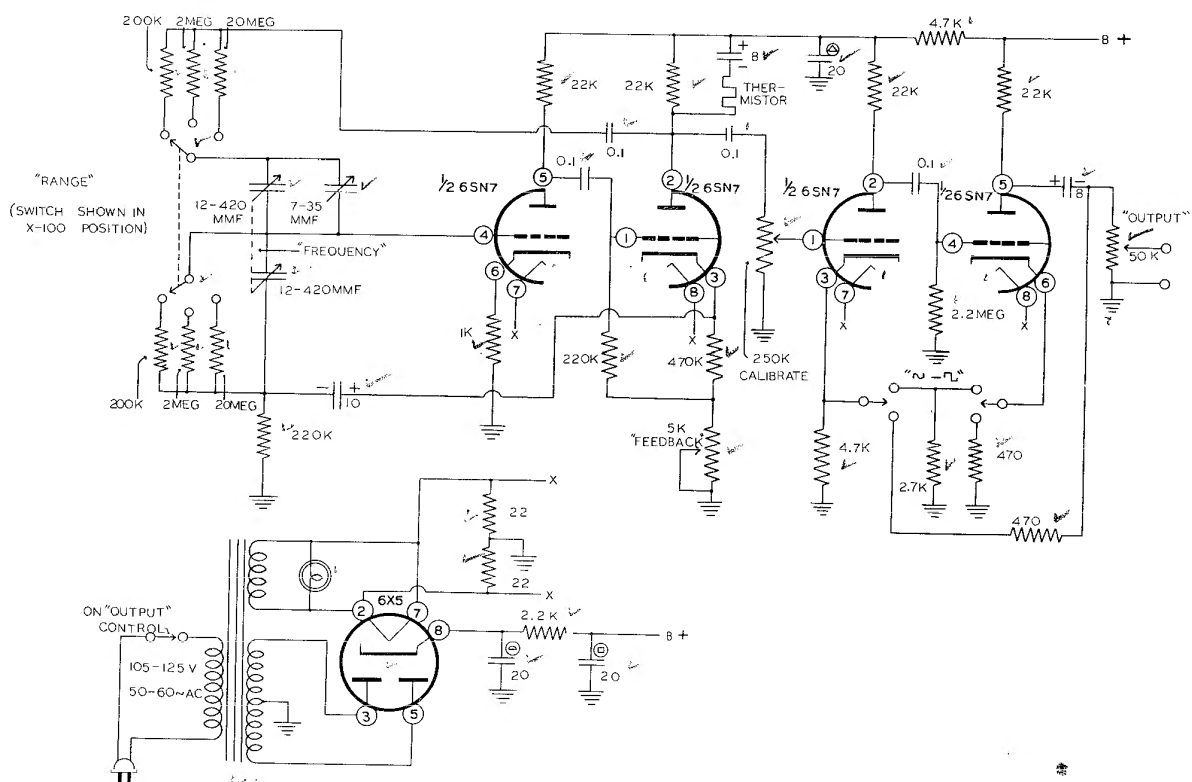 200K 2MEG 20MEG
"RANGE"
(SWITCH SHOWN IN
X-100 POSITION)
12-420
MMF
7-35
MMF
"FREQUENCY"
12-420MMF
200K 2MEG 20MEG
220K
- +
10
22K
22K
+
8
-
THER-
MISTOR
20
4.7K
B +
22K
2.2K
0.1
0.1
0.1
0.1
1/2 6SN7
1/2 6SN7
1/2 6SN7
1/2 6SN7
5
4
6
7
X
1K
2
1
3
8
X
220K
470K
250K
CALIBRATE
5K
"FEEDBACK"
2
1
3
7
X
4.7K
5
4
6
8
X
2.2MEG
+ -
8
"OUTPUT"
50K
2.7K
470
470
X
22
22
X
6X5
2
7
8
3
5
2.2K
B +
20
20
ON "OUTPUT"
CONTROL
105-125 V
50-60~AC